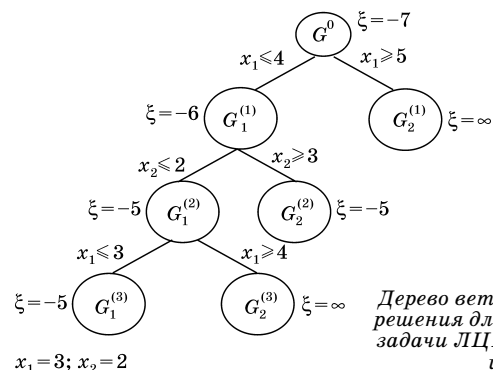 G⁰ ξ=−7
x₁⩽4 x₁⩾5
ξ=−6 G₁⁽¹⁾ G₂⁽¹⁾ ξ=∞
x₂⩽2 x₂⩾3
ξ=−5 G₁⁽²⁾ G₂⁽²⁾ ξ=−5
x₁⩽3 x₁⩾4
ξ=−5 G₁⁽³⁾ G₂⁽³⁾ ξ=∞
x₁=3; x₂=2
Дерево вет
решения дл
задачи ЛЦ